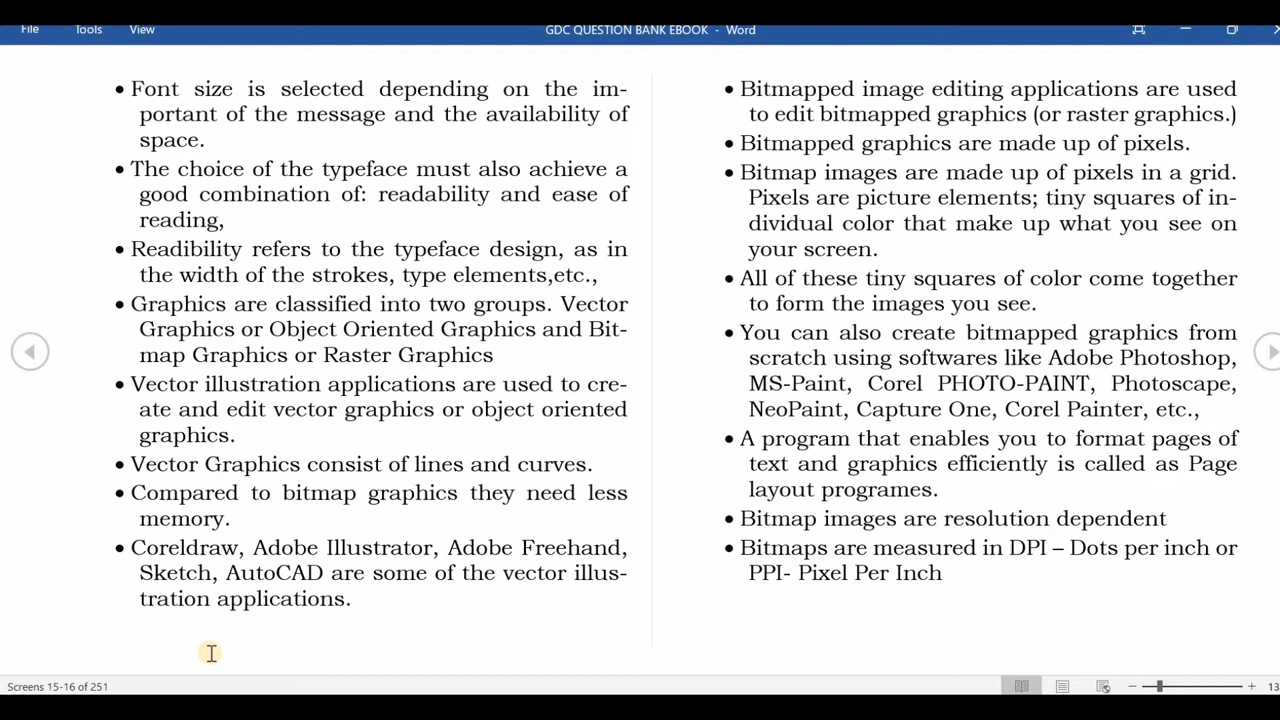 File Tools View GDC QUESTION BANK EBOOK - Word
• Font size is selected depending on the im-
portant of the message and the availability of
space.
• The choice of the typeface must also achieve a
good combination of: readability and ease of
reading,
• Readibility refers to the typeface design, as in
the width of the strokes, type elements,etc.,
• Graphics are classified into two groups. Vector
Graphics or Object Oriented Graphics and Bit-
map Graphics or Raster Graphics
• Vector illustration applications are used to cre-
ate and edit vector graphics or object oriented
graphics.
• Vector Graphics consist of lines and curves.
• Compared to bitmap graphics they need less
memory.
• Coreldraw, Adobe Illustrator, Adobe Freehand,
Sketch, AutoCAD are some of the vector illus-
tration applications.
• Bitmapped image editing applications are used
to edit bitmapped graphics (or raster graphics.)
• Bitmapped graphics are made up of pixels.
• Bitmap images are made up of pixels in a grid.
Pixels are picture elements; tiny squares of in-
dividual color that make up what you see on
your screen.
• All of these tiny squares of color come together
to form the images you see.
• You can also create bitmapped graphics from
scratch using softwares like Adobe Photoshop,
MS-Paint, Corel PHOTO-PAINT, Photoscape,
NeoPaint, Capture One, Corel Painter, etc.,
• A program that enables you to format pages of
text and graphics efficiently is called as Page
layout programes.
• Bitmap images are resolution dependent
• Bitmaps are measured in DPI – Dots per inch or
PPI- Pixel Per Inch
Screens 15-16 of 251 13